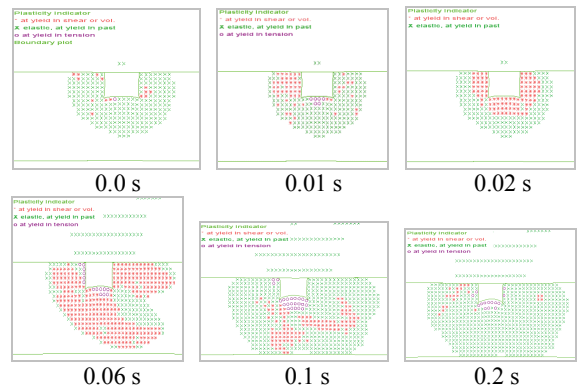 Plasticity indicator
* at yield in shear or vol.
X elastic, at yield in past
o at yield in tension
Boundary plot
0.0 s
Plasticity Indicator
* at yield in shear or vol.
X elastic, at yield in past
o at yield in tension
0.01 s
Plasticity Indicator
* at yield in shear or vol.
X elastic, at yield in past
0.02 s
Plasticity Indicator
* at yield in shear or vol.
X elastic, at yield in past
o at yield in tension
0.06 s
Plasticity Indicator
* at yield in shear or vol.
X elastic, at yield in past
o at yield in tension
0.1 s
Plasticity Indicator
* at yield in shear or vol.
X elastic, at yield in past
o at yield in tension
0.2 s